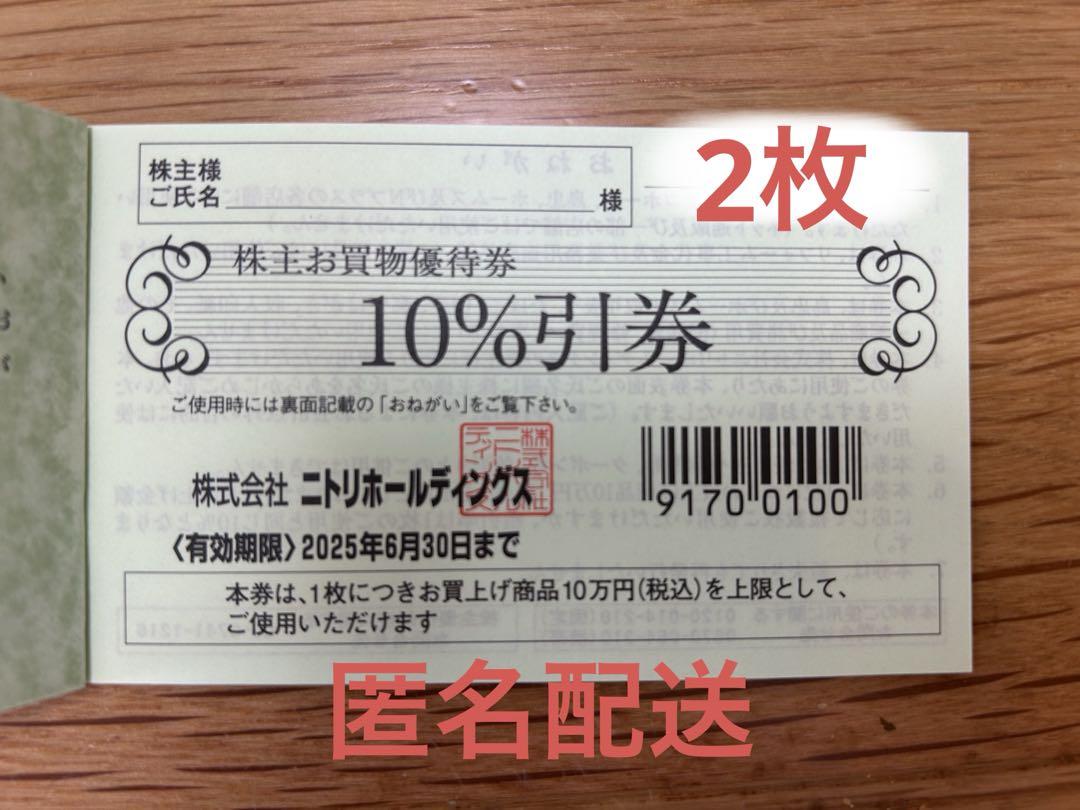 株主様
ご氏名 様
2枚
株主お買物優待券
10%引券
ご使用時には裏面記載の「おねがい」をご覧下さい。
株式会社 ニトリホールディングス
9170 0100
〈有効期限〉2025年6月30日まで
本券は、1枚につきお買上げ商品10万円(税込)を上限として、
ご使用いただけます
匿名配送